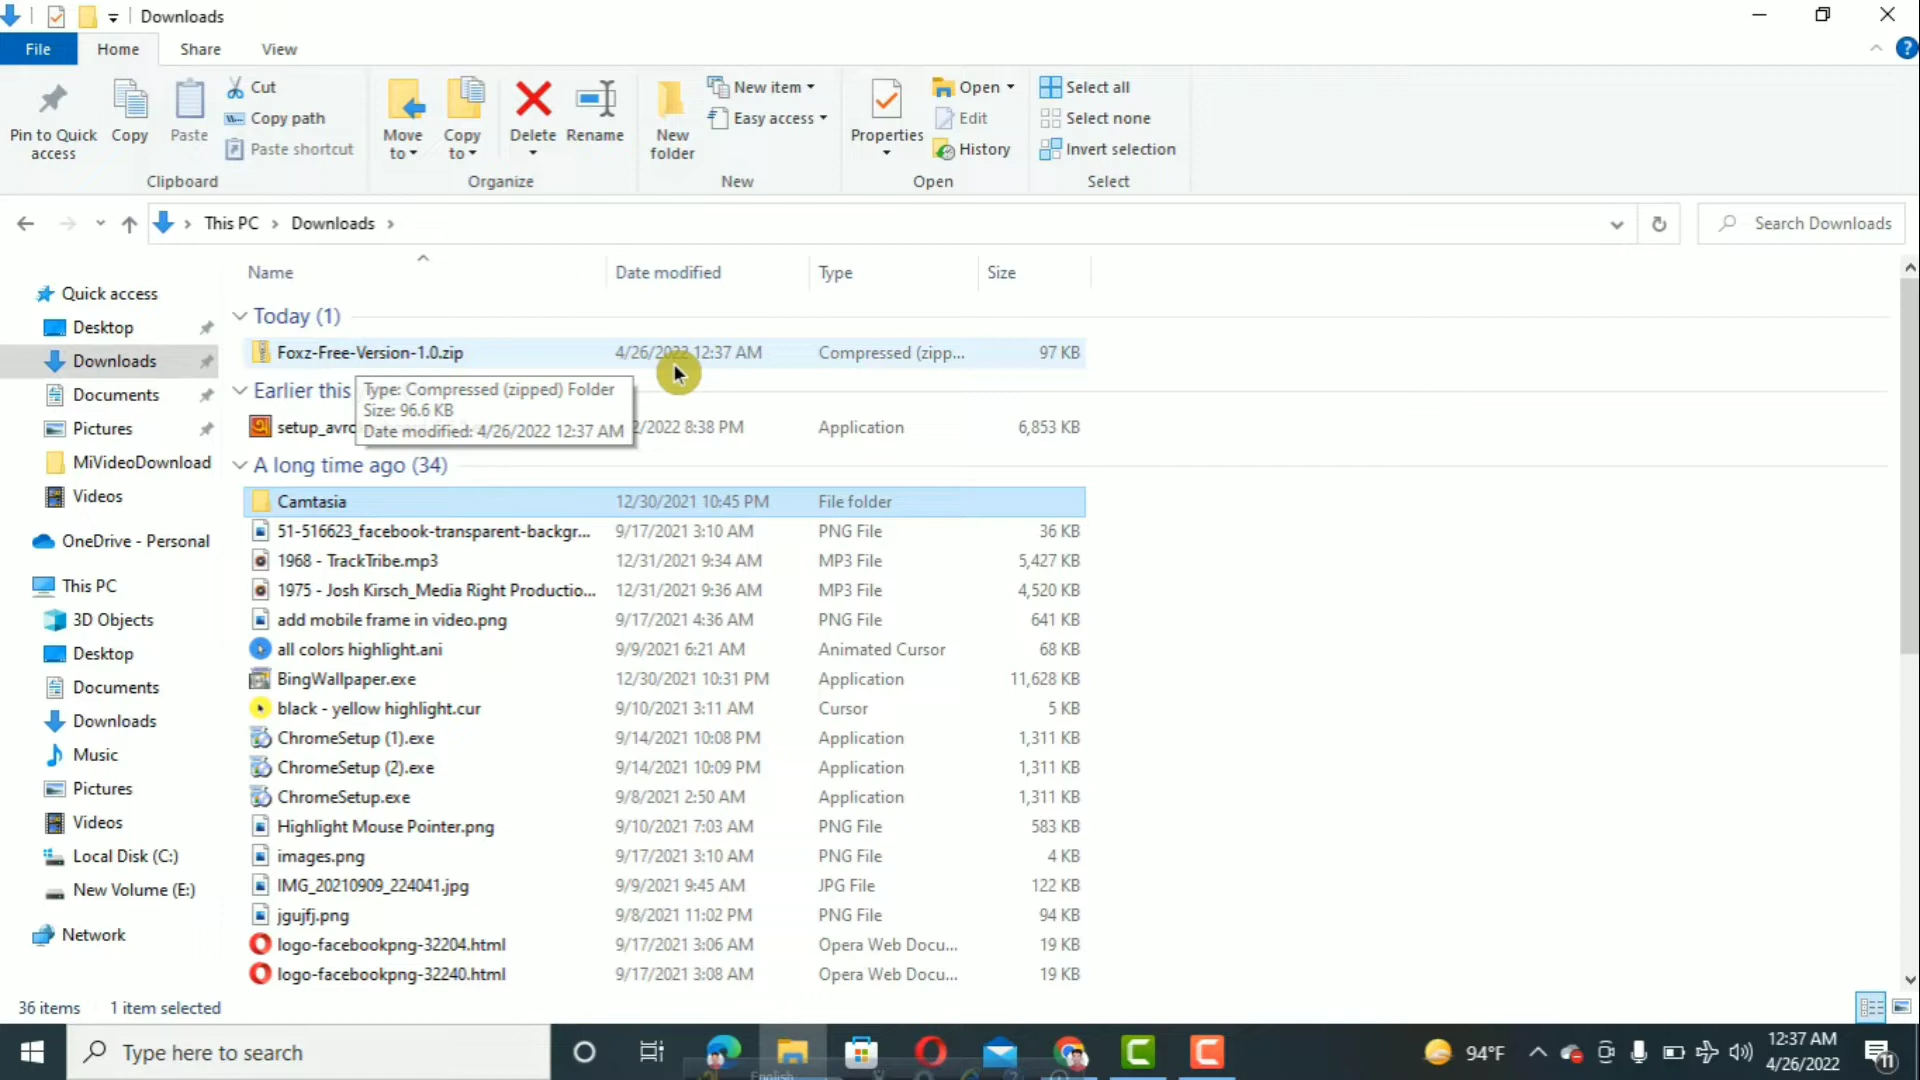 Downloads
File Home Share View
Pin to Quick access
Copy
Paste
Cut
Copy path
Paste shortcut
Clipboard
Move to
Copy to
Delete
Rename
Organize
New folder
New item
Easy access
New
Properties
Open
Edit
History
Open
Select all
Select none
Invert selection
Select
This PC > Downloads >
Search Downloads
Quick access
Desktop
Downloads
Documents
Pictures
MiVideoDownload
Videos
OneDrive - Personal
This PC
3D Objects
Desktop
Documents
Downloads
Music
Pictures
Videos
Local Disk (C:)
New Volume (E:)
Network
Name Date modified Type Size
Today (1)
Foxz-Free-Version-1.0.zip 4/26/2022 12:37 AM Compressed (zipp... 97 KB
Earlier this
Type: Compressed (zipped) Folder
Size: 96.6 KB
Date modified: 4/26/2022 12:37 AM
2/2022 8:38 PM Application 6,853 KB
A long time ago (34)
Camtasia 12/30/2021 10:45 PM File folder
51-516623_facebook-transparent-backgr... 9/17/2021 3:10 AM PNG File 36 KB
1968 - TrackTribe.mp3 12/31/2021 9:34 AM MP3 File 5,427 KB
1975 - Josh Kirsch_Media Right Productio... 12/31/2021 9:36 AM MP3 File 4,520 KB
add mobile frame in video.png 9/17/2021 4:36 AM PNG File 641 KB
all colors highlight.ani 9/9/2021 6:21 AM Animated Cursor 68 KB
BingWallpaper.exe 12/30/2021 10:31 PM Application 11,628 KB
black - yellow highlight.cur 9/10/2021 3:11 AM Cursor 5 KB
ChromeSetup (1).exe 9/14/2021 10:08 PM Application 1,311 KB
ChromeSetup (2).exe 9/14/2021 10:09 PM Application 1,311 KB
ChromeSetup.exe 9/8/2021 2:50 AM Application 1,311 KB
Highlight Mouse Pointer.png 9/10/2021 7:03 AM PNG File 583 KB
images.png 9/17/2021 3:10 AM PNG File 4 KB
IMG_20210909_224041.jpg 9/9/2021 9:45 AM JPG File 122 KB
jgujfj.png 9/8/2021 11:02 PM PNG File 94 KB
logo-facebookpng-32204.html 9/17/2021 3:06 AM Opera Web Docu... 19 KB
logo-facebookpng-32240.html 9/17/2021 3:08 AM Opera Web Docu... 19 KB
36 items 1 item selected
Type here to search
English
94°F
12:37 AM
4/26/2022
11